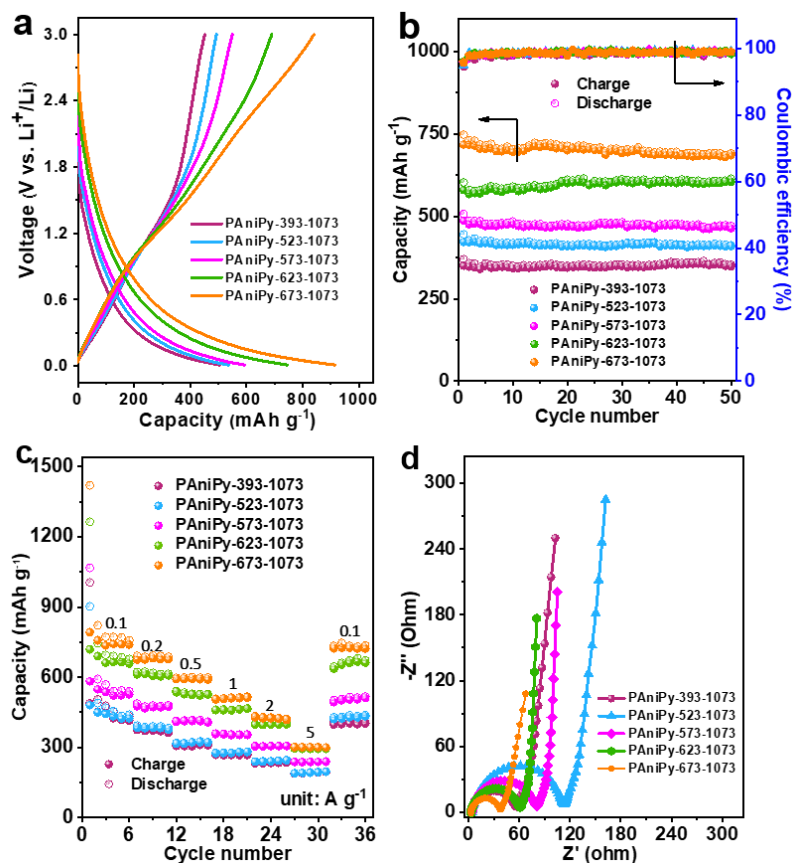 a
3.0
2.4
1.8
1.2
0.6
0.0
Voltage (V vs. Li⁺/Li)
PAniPy-393-1073
PAniPy-523-1073
PAniPy-573-1073
PAniPy-623-1073
PAniPy-673-1073
0 200 400 600 800 1000
Capacity (mAh g⁻¹)
b
1000
750
500
250
0
Capacity (mAh g⁻¹)
Charge
Discharge
PAniPy-393-1073
PAniPy-523-1073
PAniPy-573-1073
PAniPy-623-1073
PAniPy-673-1073
100
80
60
40
20
0
Coulombic efficiency (%)
0 10 20 30 40 50
Cycle number
c
1500
1200
900
600
300
0
Capacity (mAh g⁻¹)
PAniPy-393-1073
PAniPy-523-1073
PAniPy-573-1073
PAniPy-623-1073
PAniPy-673-1073
0.1
0.2
0.5
1
2
5
0.1
Charge
Discharge
unit: A g⁻¹
0 6 12 18 24 30 36
Cycle number
d
300
240
180
120
60
0
-Z'' (Ohm)
PAniPy-393-1073
PAniPy-523-1073
PAniPy-573-1073
PAniPy-623-1073
PAniPy-673-1073
0 60 120 180 240 300
Z' (ohm)